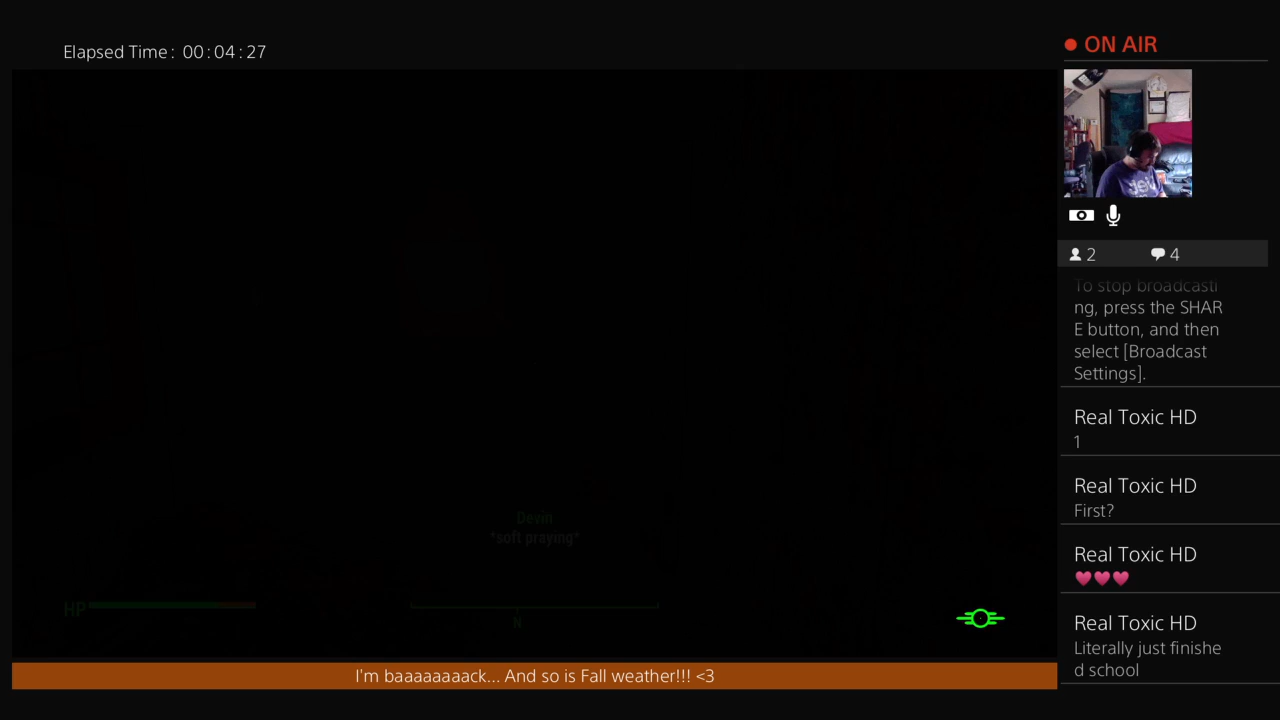 Elapsed Time: 00:04:27
ON AIR
2 4
To stop broadcasti
ng, press the SHAR
E button, and then
select [Broadcast
Settings].
Real Toxic HD
1
Real Toxic HD
First?
Real Toxic HD
💗💗💗
Real Toxic HD
Literally just finishe
d school
Devin
*soft praying*
HP
N
I'm baaaaaaaack... And so is Fall weather!!! <3